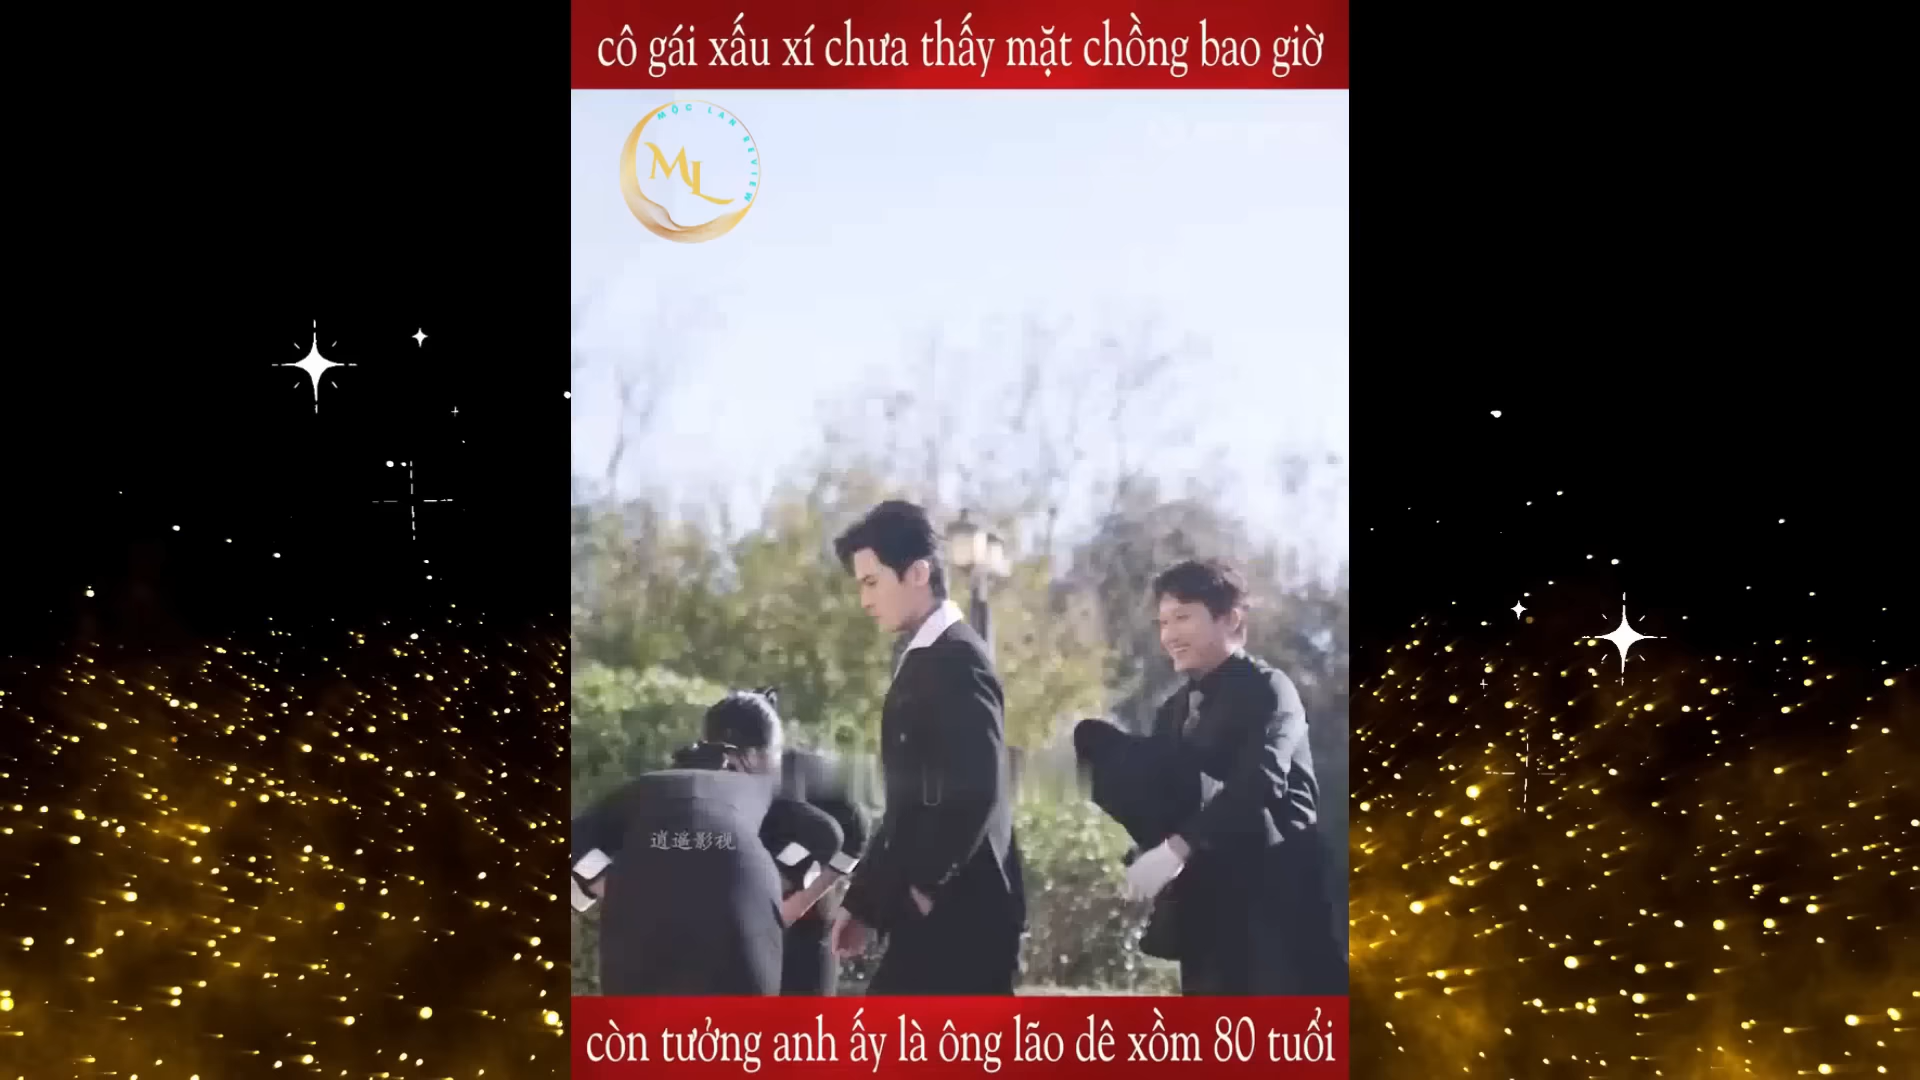 cô gái xấu xí chưa thấy mặt chồng bao giờ
MỘC LAN REVIEW
ML
逍遥影视
còn tưởng anh ấy là ông lão dê xồm 80 tuổi